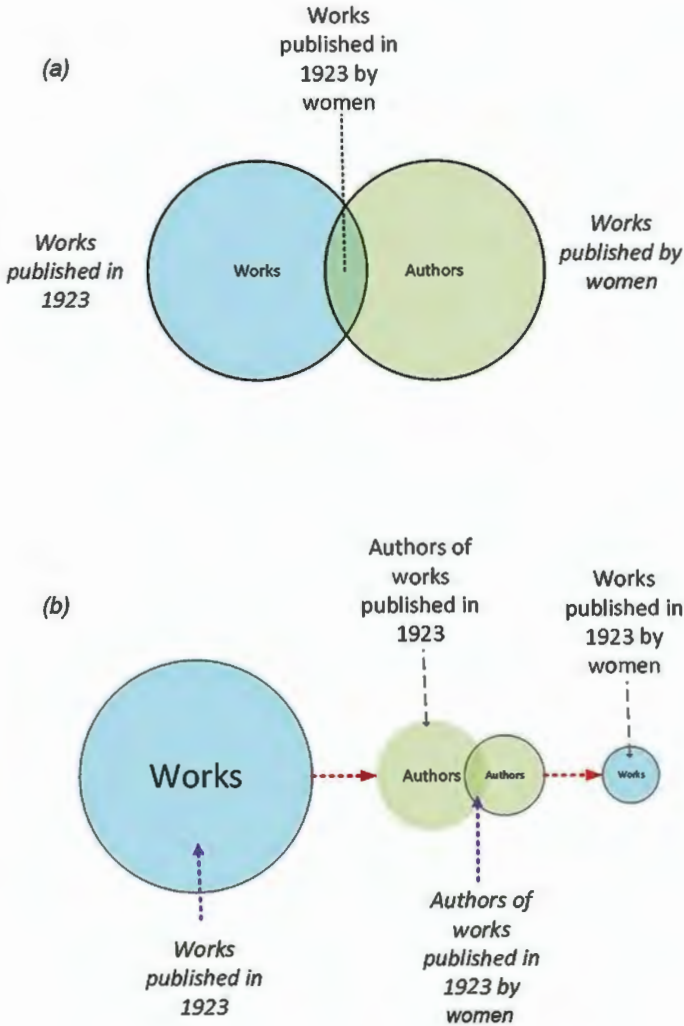 (a)
Works
published in
1923 by
women
Works
published in
1923
Works
Authors
Works
published by
women
(b)
Authors of
works
published in
1923
Works
published in
1923 by
women
Works
Authors
Authors
Works
Works
published in
1923
Authors of
works
published in
1923 by
women